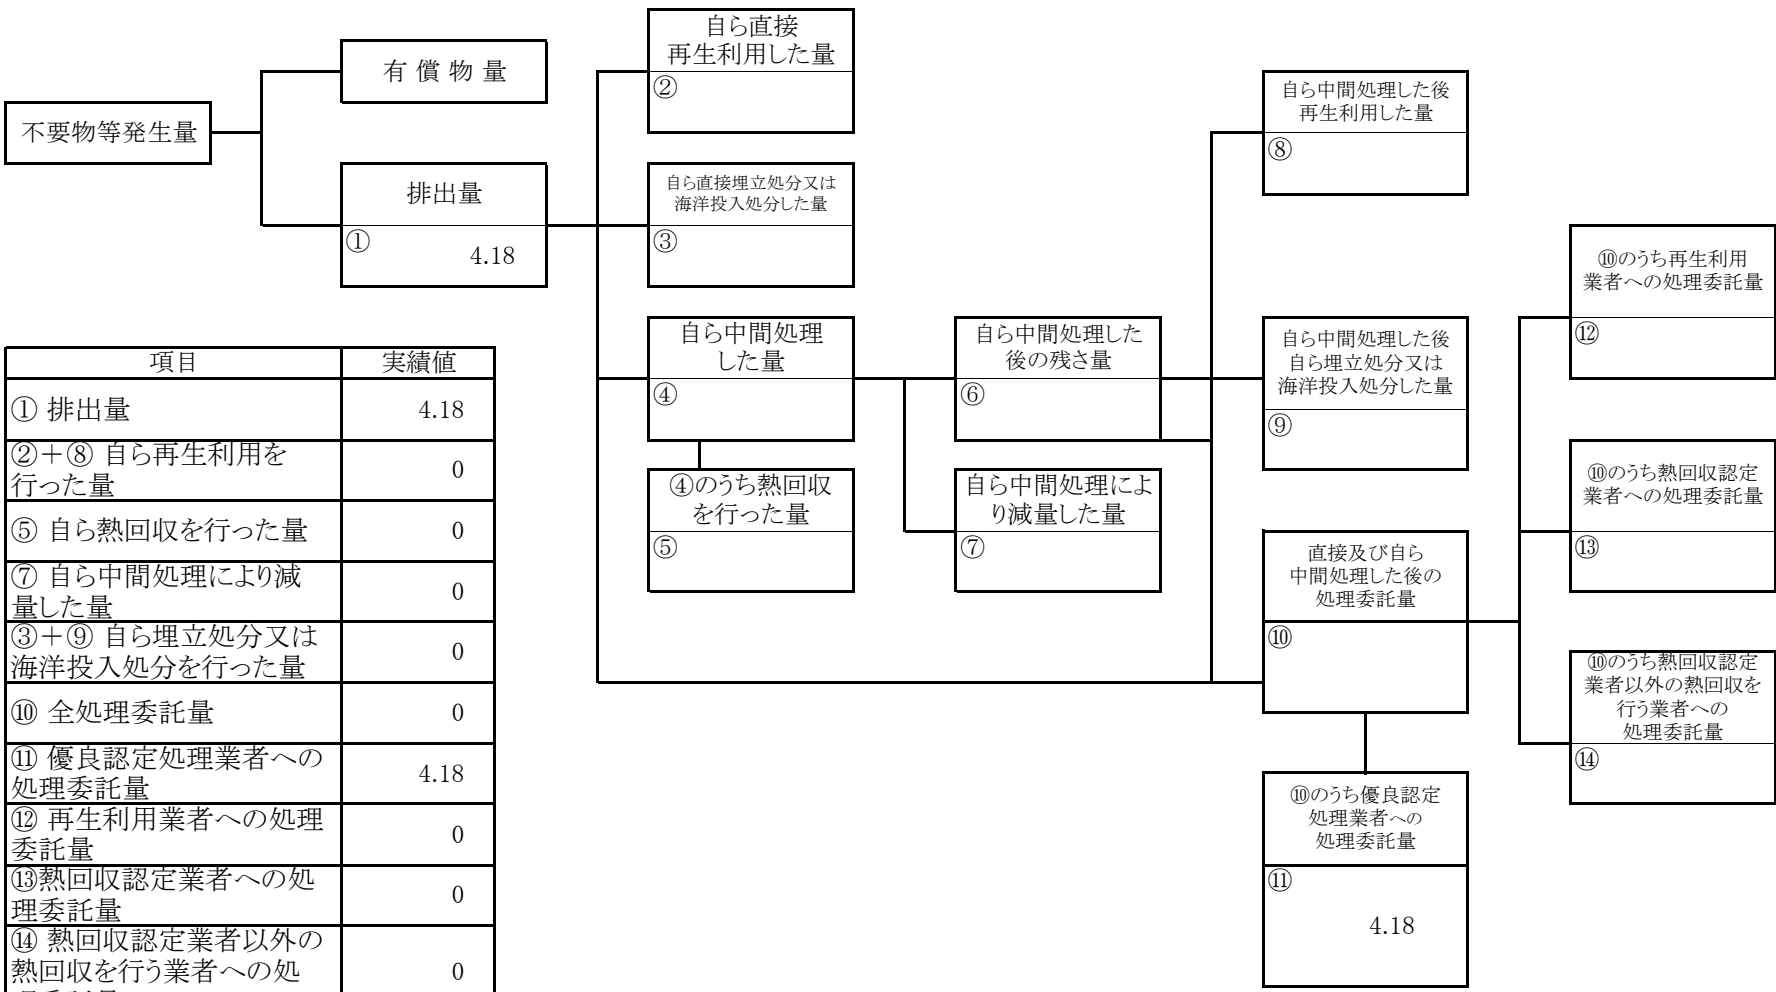 不要物等発生量
有 償 物 量
排出量
①
4.18
自ら直接
再生利用した量
②
自ら直接埋立処分又は
海洋投入処分した量
③
自ら中間処理
した量
④
④のうち熱回収
を行った量
⑤
自ら中間処理した
後の残さ量
⑥
自ら中間処理によ
り減量した量
⑦
自ら中間処理した後
再生利用した量
⑧
自ら中間処理した後
自ら埋立処分又は
海洋投入処分した量
⑨
直接及び自ら
中間処理した後の
処理委託量
⑩
⑩のうち優良認定
処理業者への
処理委託量
⑪
4.18
⑩のうち再生利用
業者への処理委託量
⑫
⑩のうち熱回収認定
業者への処理委託量
⑬
⑩のうち熱回収認定
業者以外の熱回収を
行う業者への
処理委託量
⑭
項目 実績値
① 排出量 4.18
②＋⑧ 自ら再生利用を
行った量 0
⑤ 自ら熱回収を行った量 0
⑦ 自ら中間処理により減
量した量 0
③＋⑨ 自ら埋立処分又は
海洋投入処分を行った量 0
⑩ 全処理委託量 0
⑪ 優良認定処理業者への
処理委託量 4.18
⑫ 再生利用業者への処理
委託量 0
⑬熱回収認定業者への処
理委託量 0
⑭ 熱回収認定業者以外の
熱回収を行う業者への処 0